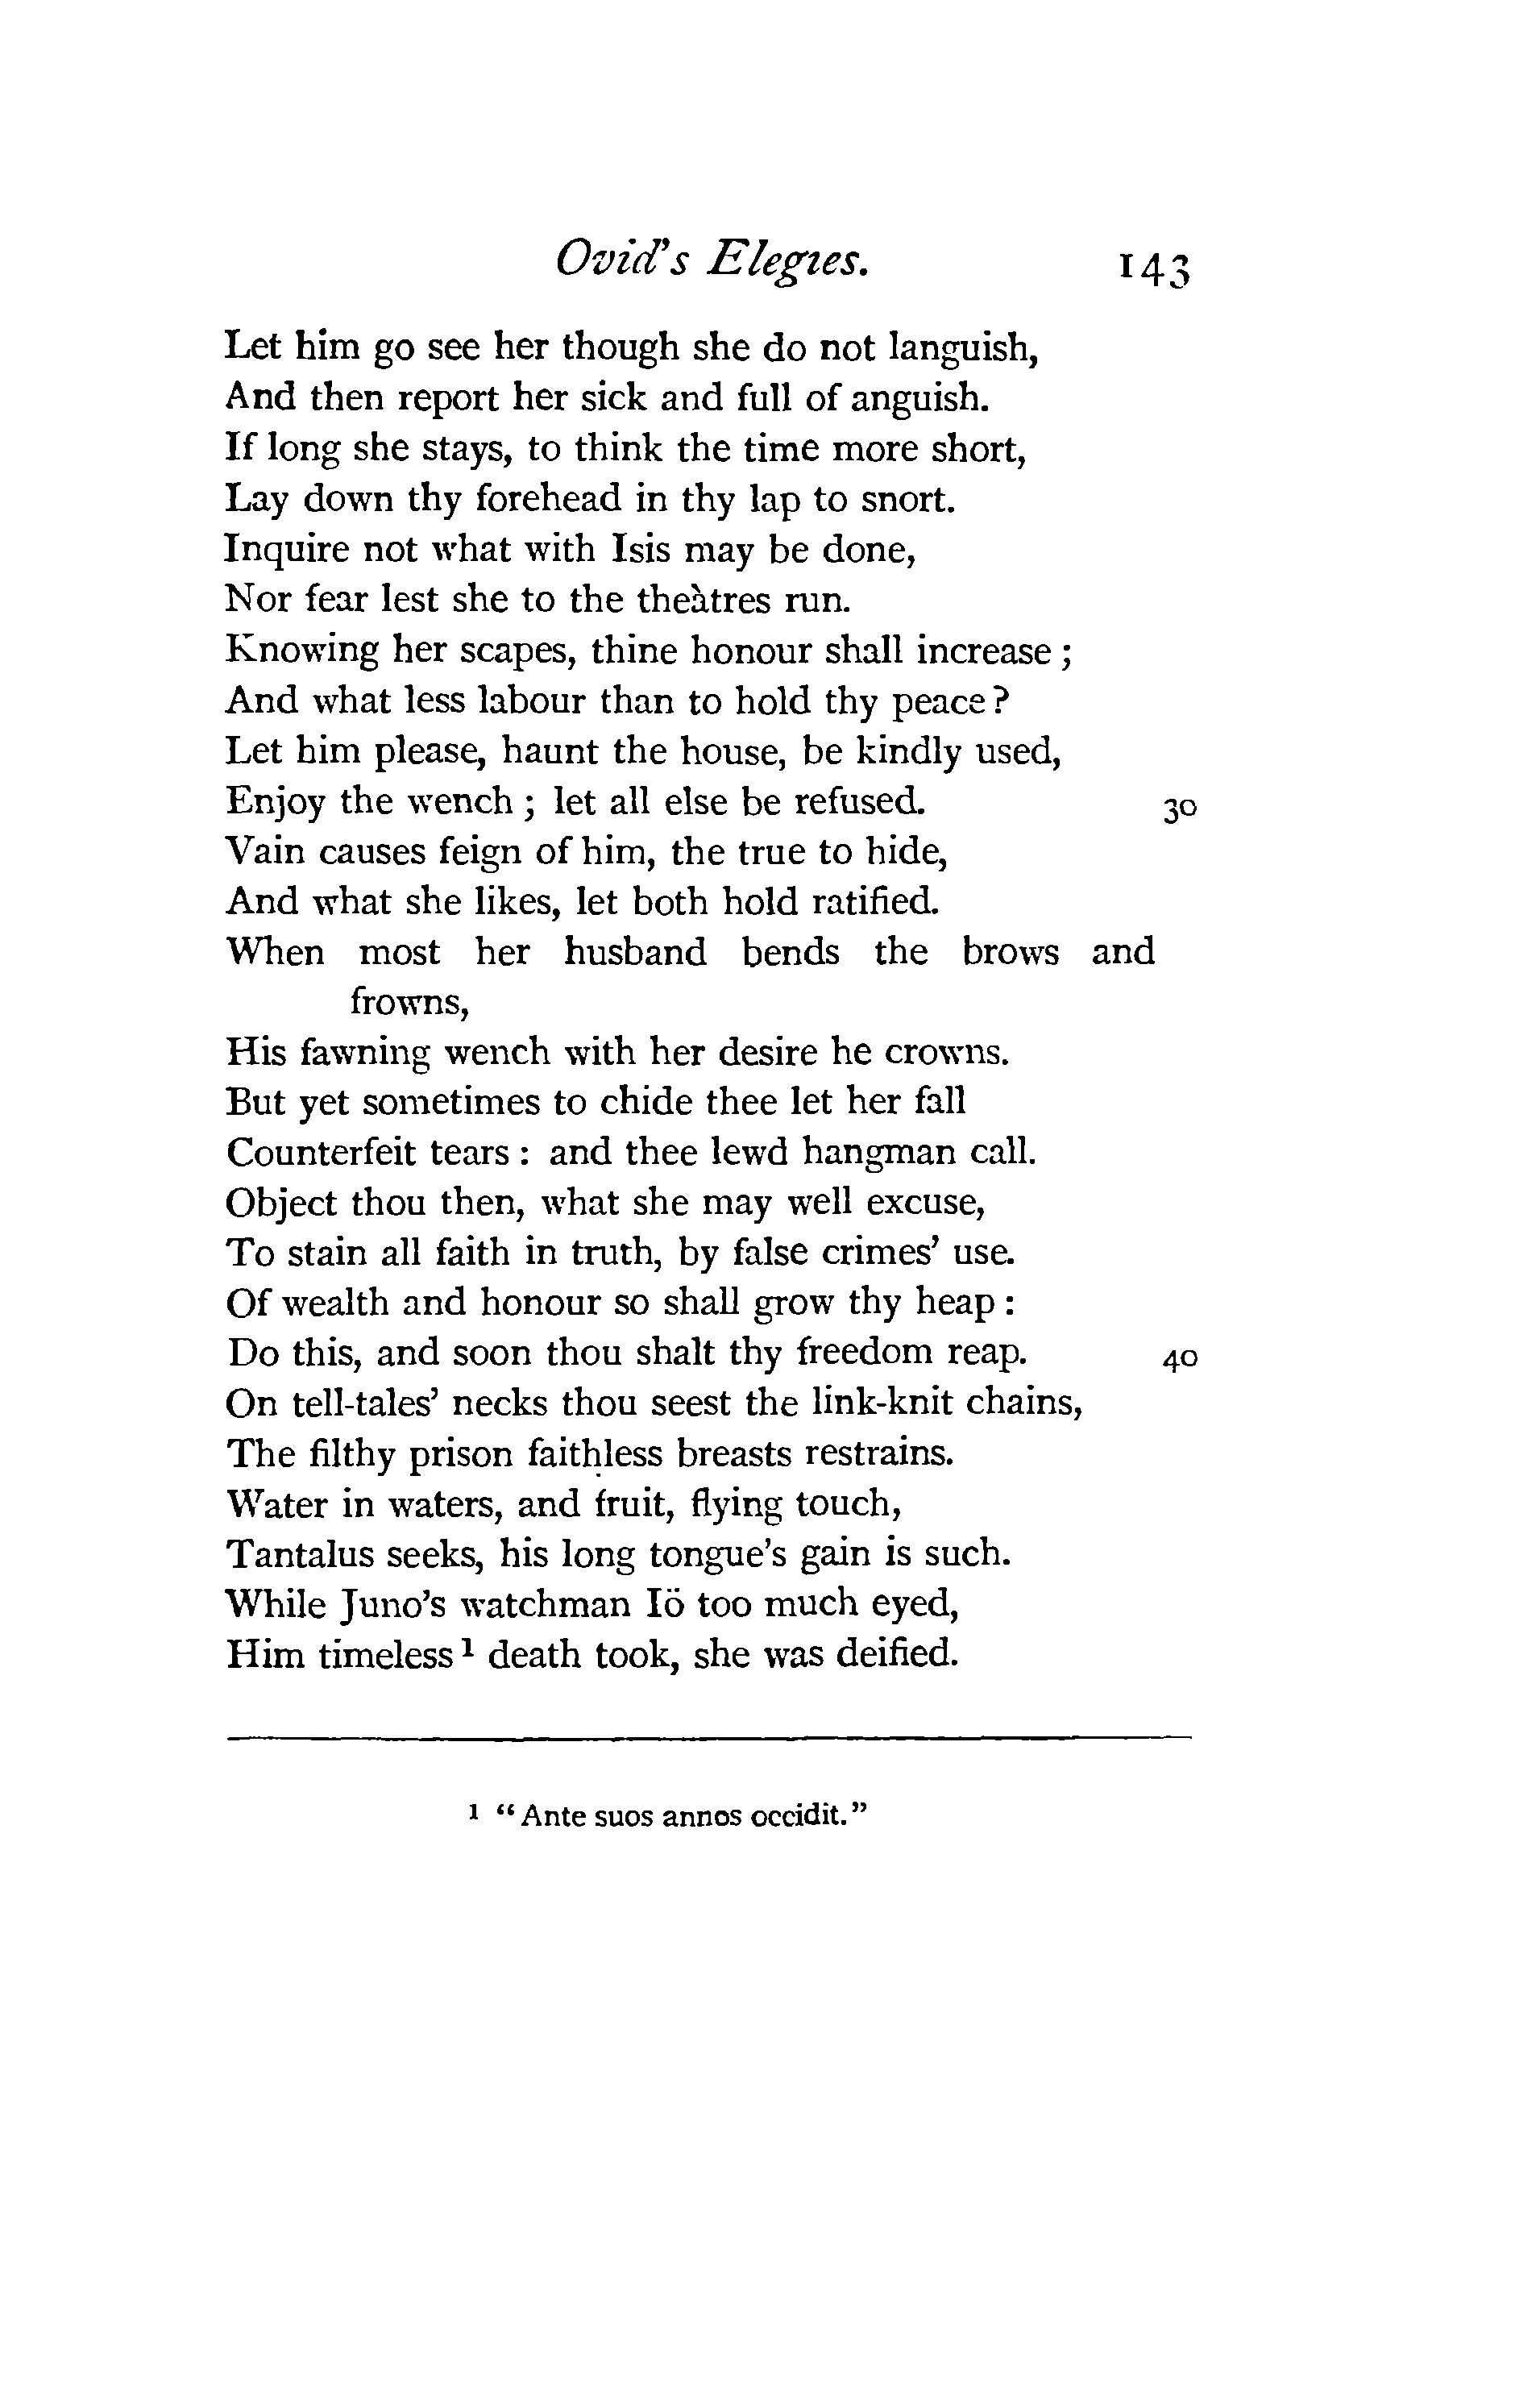 Ovid's Elegies. 143
Let him go see her though she do not languish,
And then report her sick and full of anguish.
If long she stays, to think the time more short,
Lay down thy forehead in thy lap to snort.
Inquire not what with Isis may be done,
Nor fear lest she to the theàtres run.
Knowing her scapes, thine honour shall increase ;
And what less labour than to hold thy peace ?
Let him please, haunt the house, be kindly used,
Enjoy the wench ; let all else be refused. 30
Vain causes feign of him, the true to hide,
And what she likes, let both hold ratified.
When most her husband bends the brows and
frowns,
His fawning wench with her desire he crowns.
But yet sometimes to chide thee let her fall
Counterfeit tears : and thee lewd hangman call.
Object thou then, what she may well excuse,
To stain all faith in truth, by false crimes' use.
Of wealth and honour so shall grow thy heap :
Do this, and soon thou shalt thy freedom reap. 40
On tell-tales' necks thou seest the link-knit chains,
The filthy prison faithless breasts restrains.
Water in waters, and fruit, flying touch,
Tantalus seeks, his long tongue's gain is such.
While Juno's watchman Iö too much eyed,
Him timeless ¹ death took, she was deified.
¹ "Ante suos annos occidit."